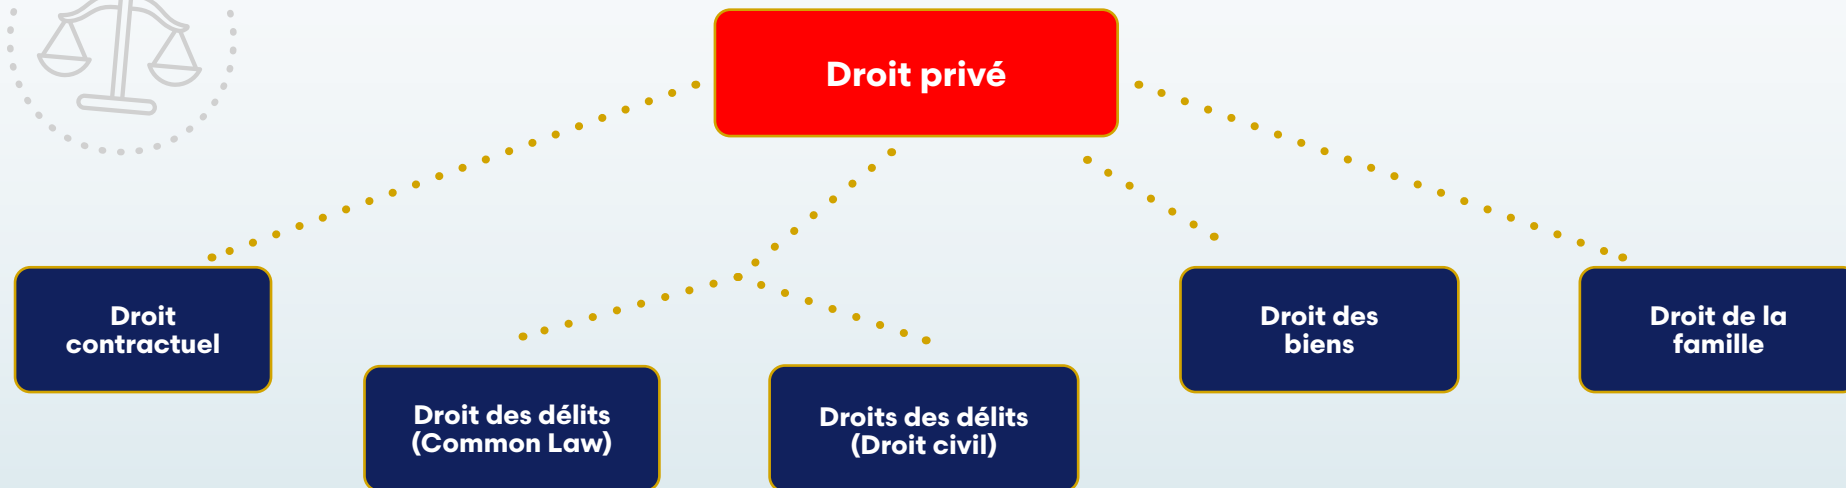 Droit privé
Droit
contractuel
Droit des délits
(Common Law)
Droits des délits
(Droit civil)
Droit des
biens
Droit de la
famille